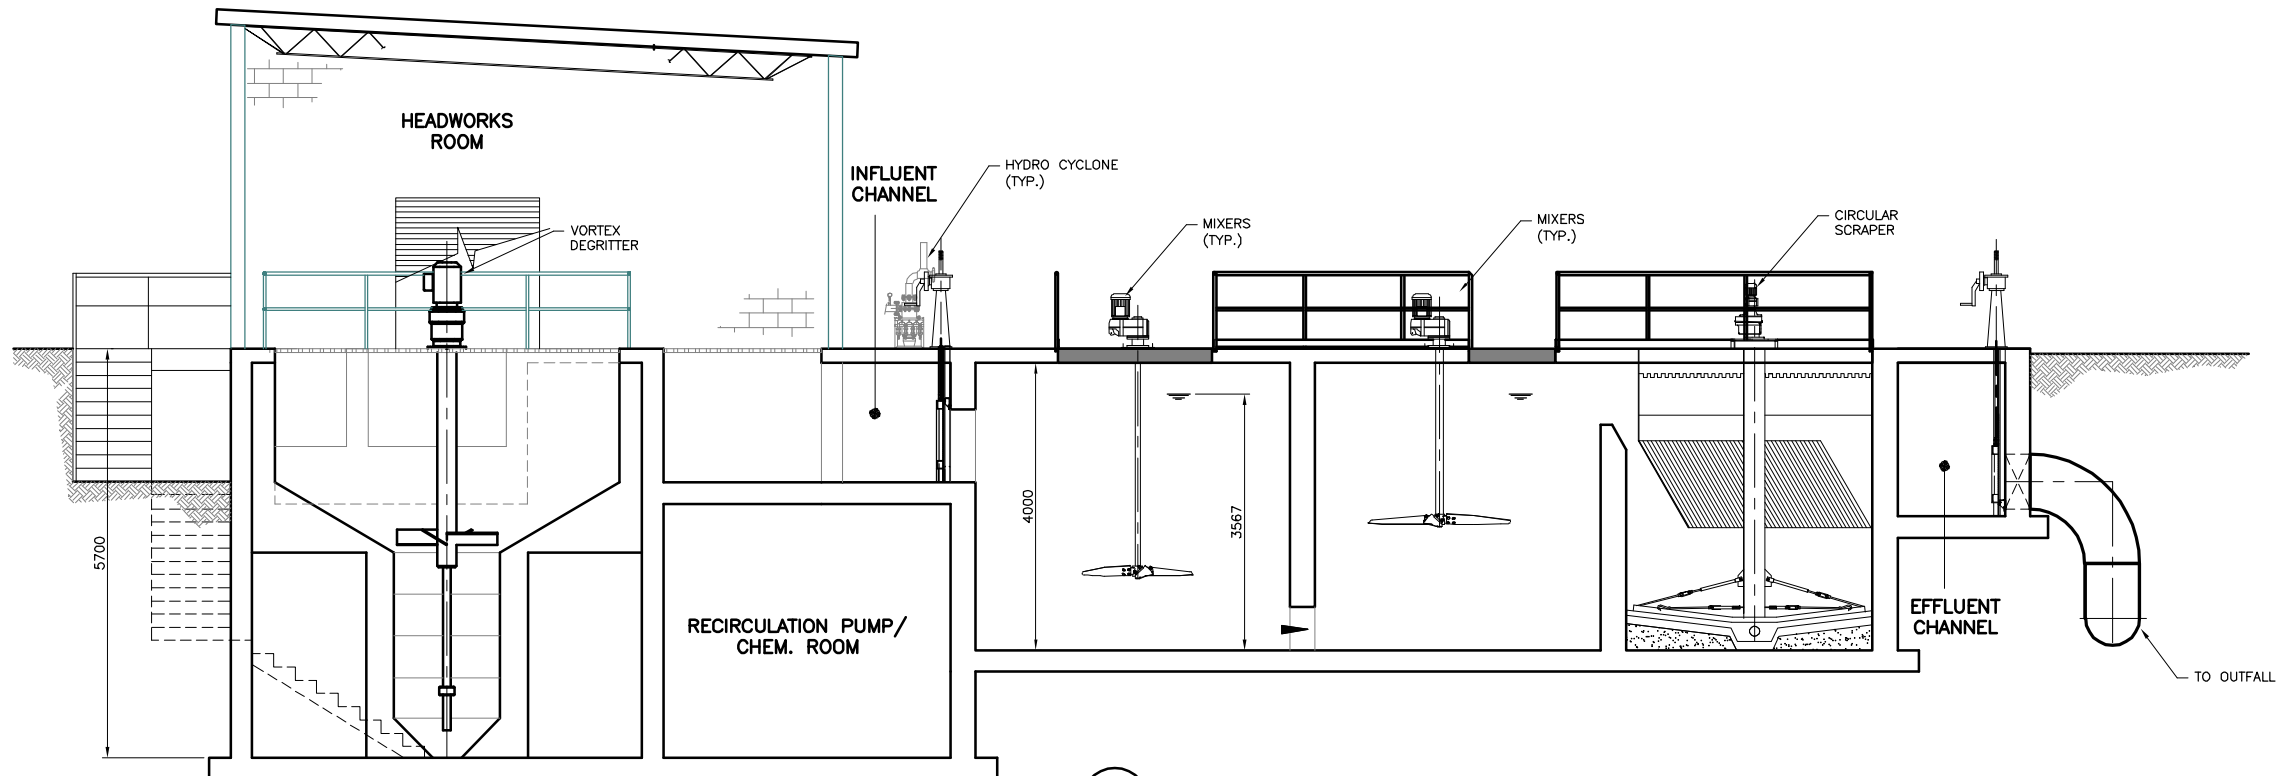 HEADWORKS
ROOM
INFLUENT
CHANNEL
HYDRO CYCLONE
(TYP.)
VORTEX
DEGRITTER
MIXERS
(TYP.)
MIXERS
(TYP.)
CIRCULAR
SCRAPER
5700
4000
3567
RECIRCULATION PUMP/
CHEM. ROOM
EFFLUENT
CHANNEL
TO OUTFALL